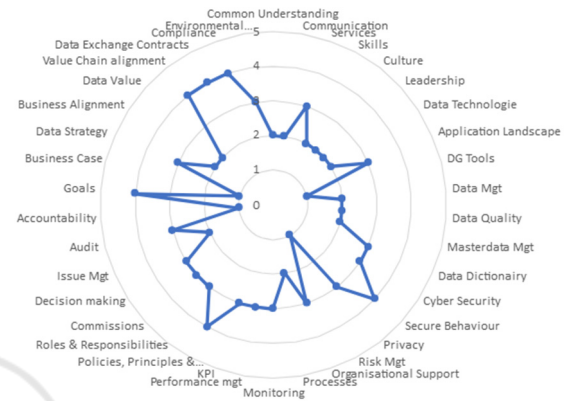 Common Understanding
Communication
Services
Skills
Culture
Leadership
Data Technologie
Application Landscape
DG Tools
Data Mgt
Data Quality
Masterdata Mgt
Data Dictionairy
Cyber Security
Secure Behaviour
Privacy
Risk Mgt
Organisational Support
Processes
Monitoring
Performance mgt
KPI
Policies, Principles &...
Roles & Responsibilities
Commissions
Decision making
Issue Mgt
Audit
Accountability
Goals
Business Case
Data Strategy
Business Alignment
Data Value
Value Chain alignment
Data Exchange Contracts
Compliance
Environmental...
5
4
3
2
1
0